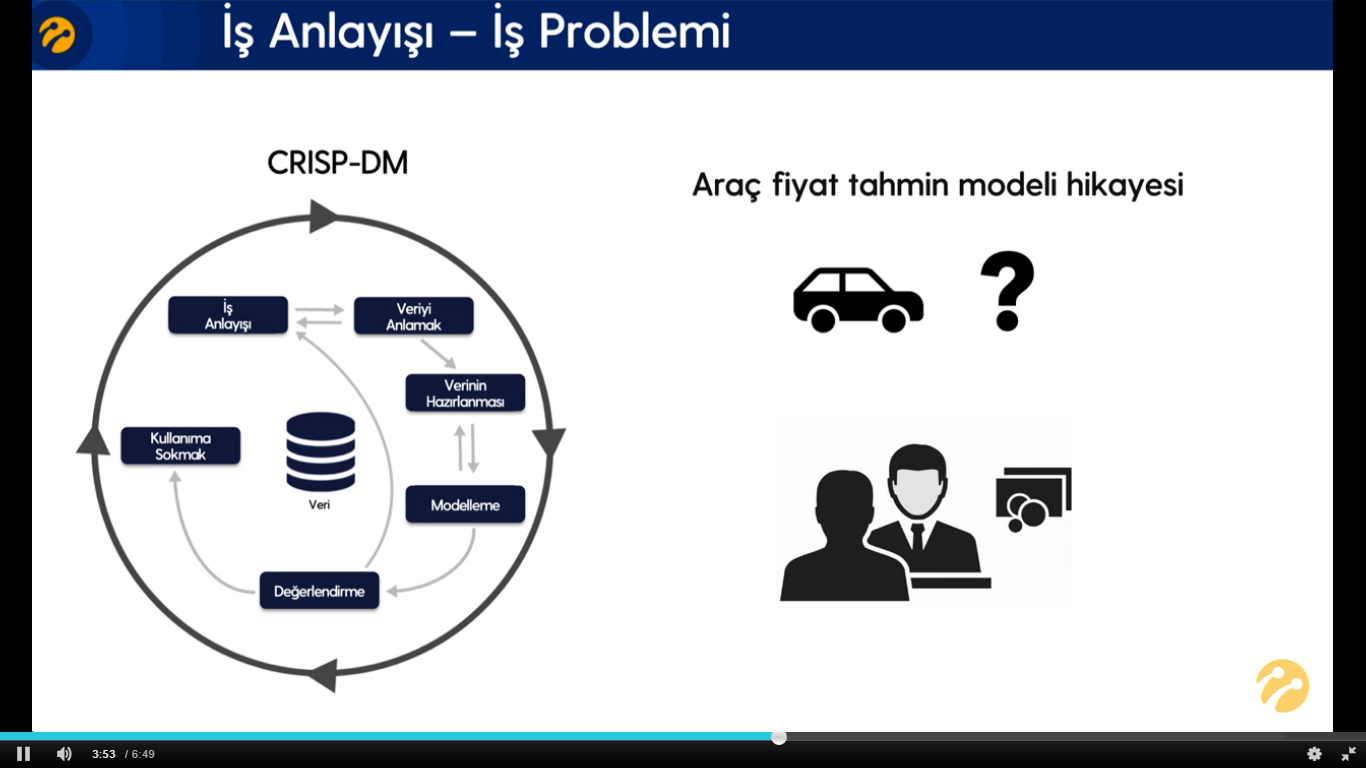 İş Anlayışı – İş Problemi
CRISP-DM
Araç fiyat tahmin modeli hikayesi
İş
Anlayışı
Veriyi
Anlamak
Verinin
Hazırlanması
Kullanıma
Sokmak
Veri
Modelleme
Değerlendirme
?
3:53 / 6:49